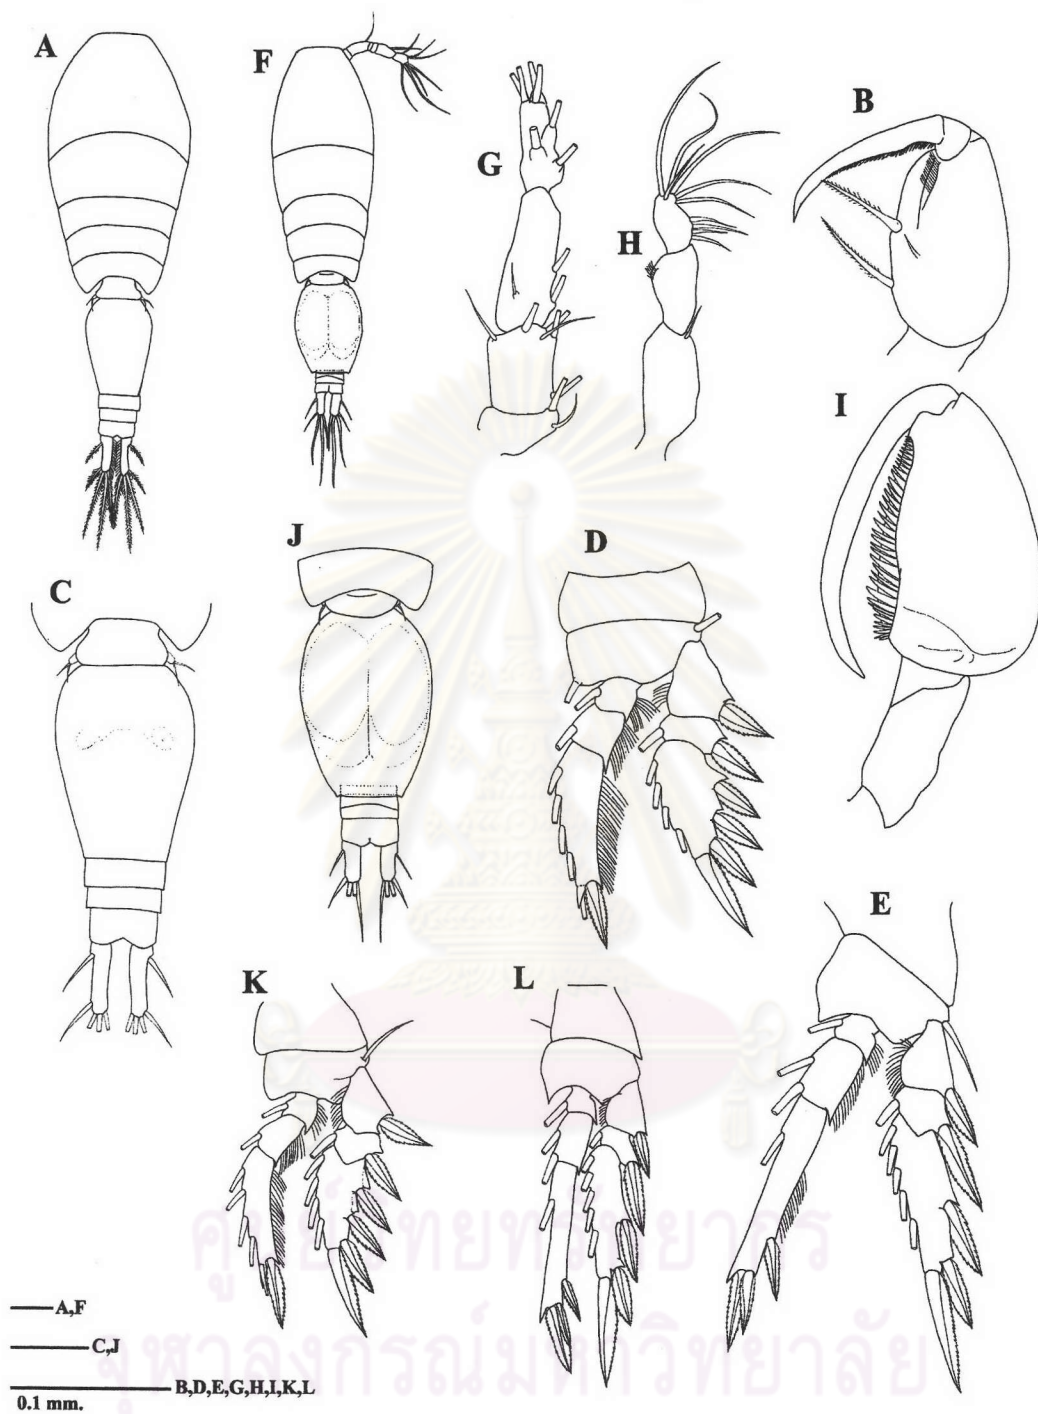 A
F
G
H
B
I
J
C
D
E
K
L
ศูนย์วิทยทรัพยากร
จุฬาลงกรณ์มหาวิทยาลัย
A,F
C,J
B,D,E,G,H,I,K,L
0.1 mm.